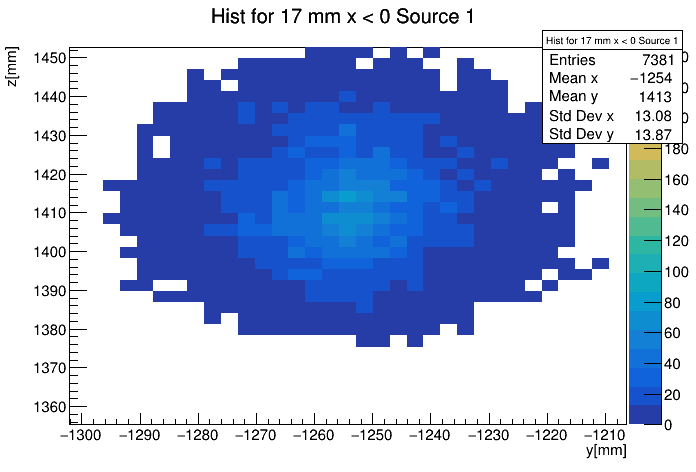 Hist for 17 mm x < 0 Source 1
z[mm]
Hist for 17 mm x < 0 Source 1
Entries 7381
Mean x −1254
Mean y 1413
Std Dev x 13.08
Std Dev y 13.87
1450
1440
1430
1420
1410
1400
1390
1380
1370
1360
180
160
140
120
100
80
60
40
20
0
−1300 −1290 −1280 −1270 −1260 −1250 −1240 −1230 −1220 −1210
y[mm]